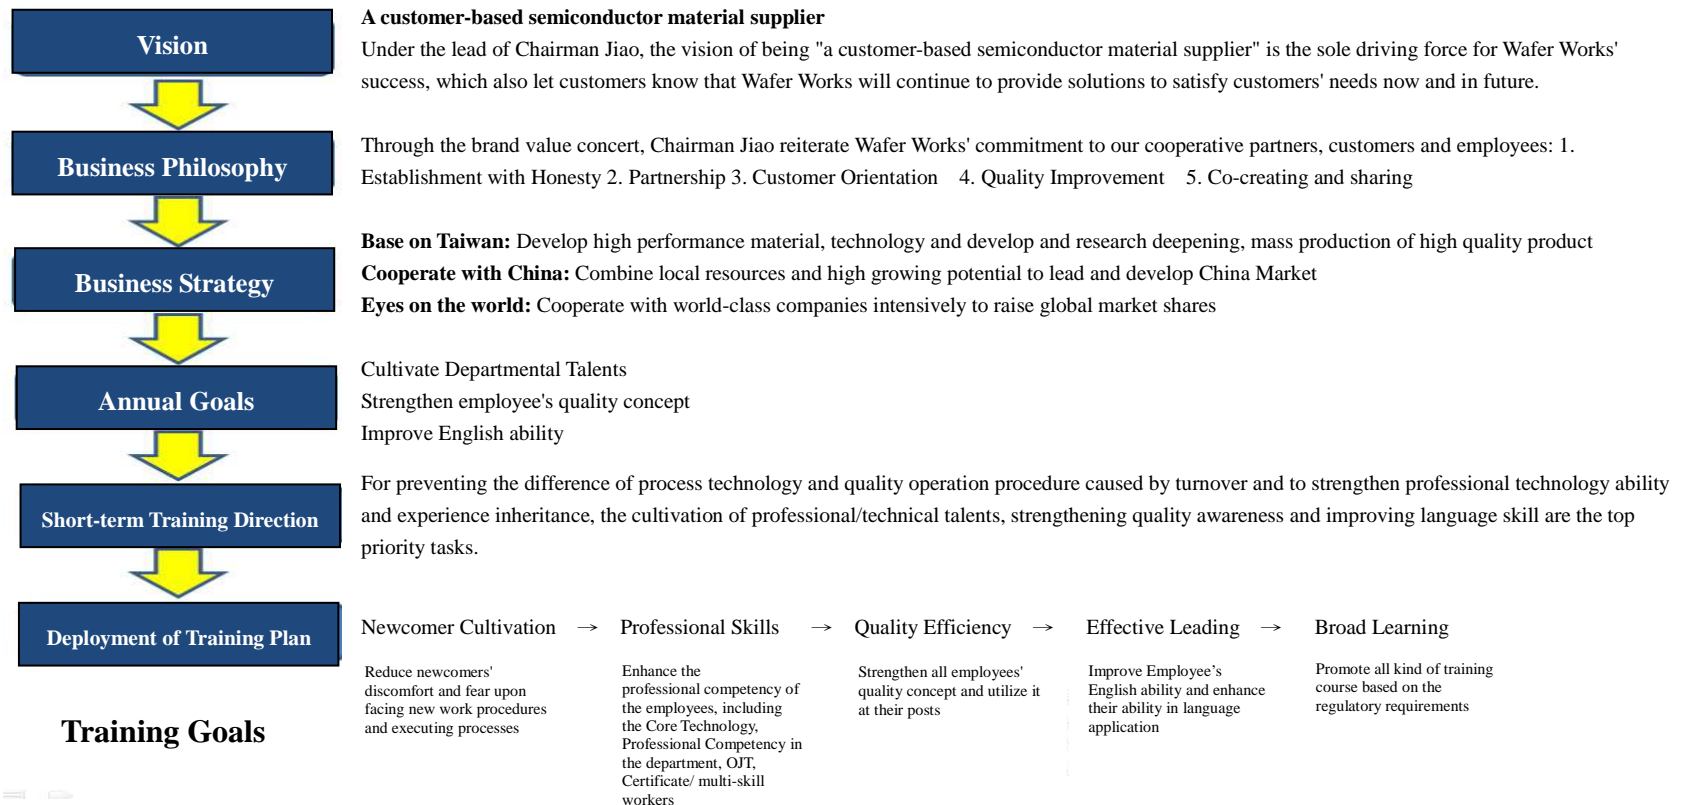 Vision
A customer-based semiconductor material supplier
Under the lead of Chairman Jiao, the vision of being "a customer-based semiconductor material supplier" is the sole driving force for Wafer Works'
success, which also let customers know that Wafer Works will continue to provide solutions to satisfy customers' needs now and in future.
Business Philosophy
Through the brand value concert, Chairman Jiao reiterate Wafer Works' commitment to our cooperative partners, customers and employees: 1.
Establishment with Honesty 2. Partnership 3. Customer Orientation 4. Quality Improvement 5. Co-creating and sharing
Business Strategy
Base on Taiwan: Develop high performance material, technology and develop and research deepening, mass production of high quality product
Cooperate with China: Combine local resources and high growing potential to lead and develop China Market
Eyes on the world: Cooperate with world-class companies intensively to raise global market shares
Annual Goals
Cultivate Departmental Talents
Strengthen employee's quality concept
Improve English ability
Short-term Training Direction
For preventing the difference of process technology and quality operation procedure caused by turnover and to strengthen professional technology ability
and experience inheritance, the cultivation of professional/technical talents, strengthening quality awareness and improving language skill are the top
priority tasks.
Deployment of Training Plan
Newcomer Cultivation → Professional Skills → Quality Efficiency → Effective Leading → Broad Learning
Training Goals
Reduce newcomers'
discomfort and fear upon
facing new work procedures
and executing processes
Enhance the
professional competency of
the employees, including
the Core Technology,
Professional Competency in
the department, OJT,
Certificate/ multi-skill
workers
Strengthen all employees'
quality concept and utilize it
at their posts
Improve Employee’s
English ability and enhance
their ability in language
application
Promote all kind of training
course based on the
regulatory requirements